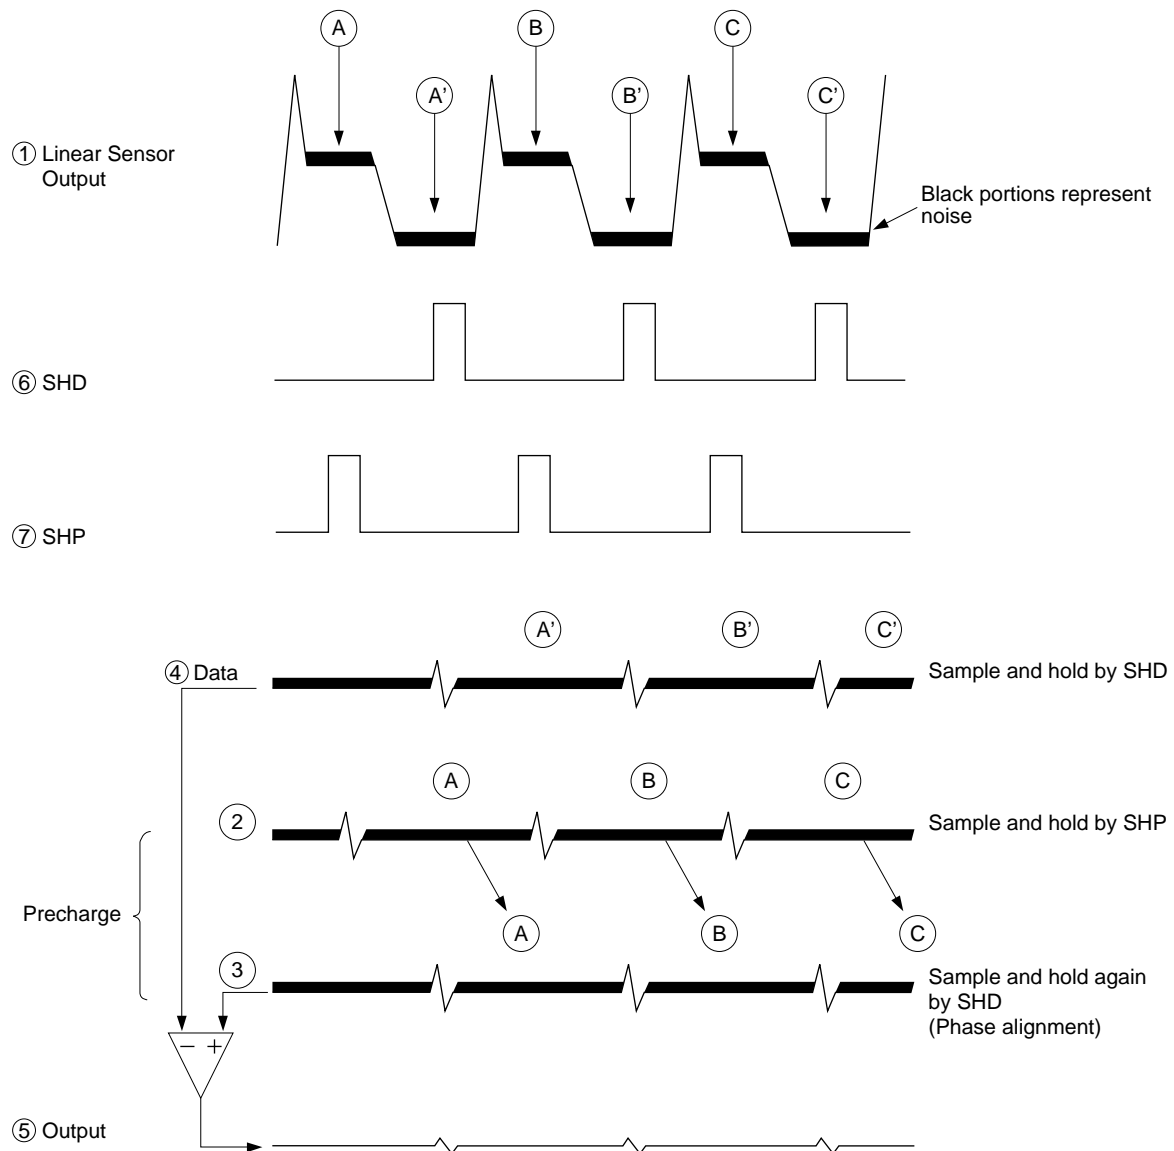 A
B
C
A’
B’
C’
① Linear Sensor
Output
Black portions represent
noise
⑥ SHD
⑦ SHP
A’
B’
C’
④ Data
Sample and hold by SHD
A
B
C
②
Sample and hold by SHP
Precharge
A
B
C
③
Sample and hold again
by SHD
(Phase alignment)
− +
⑤ Output